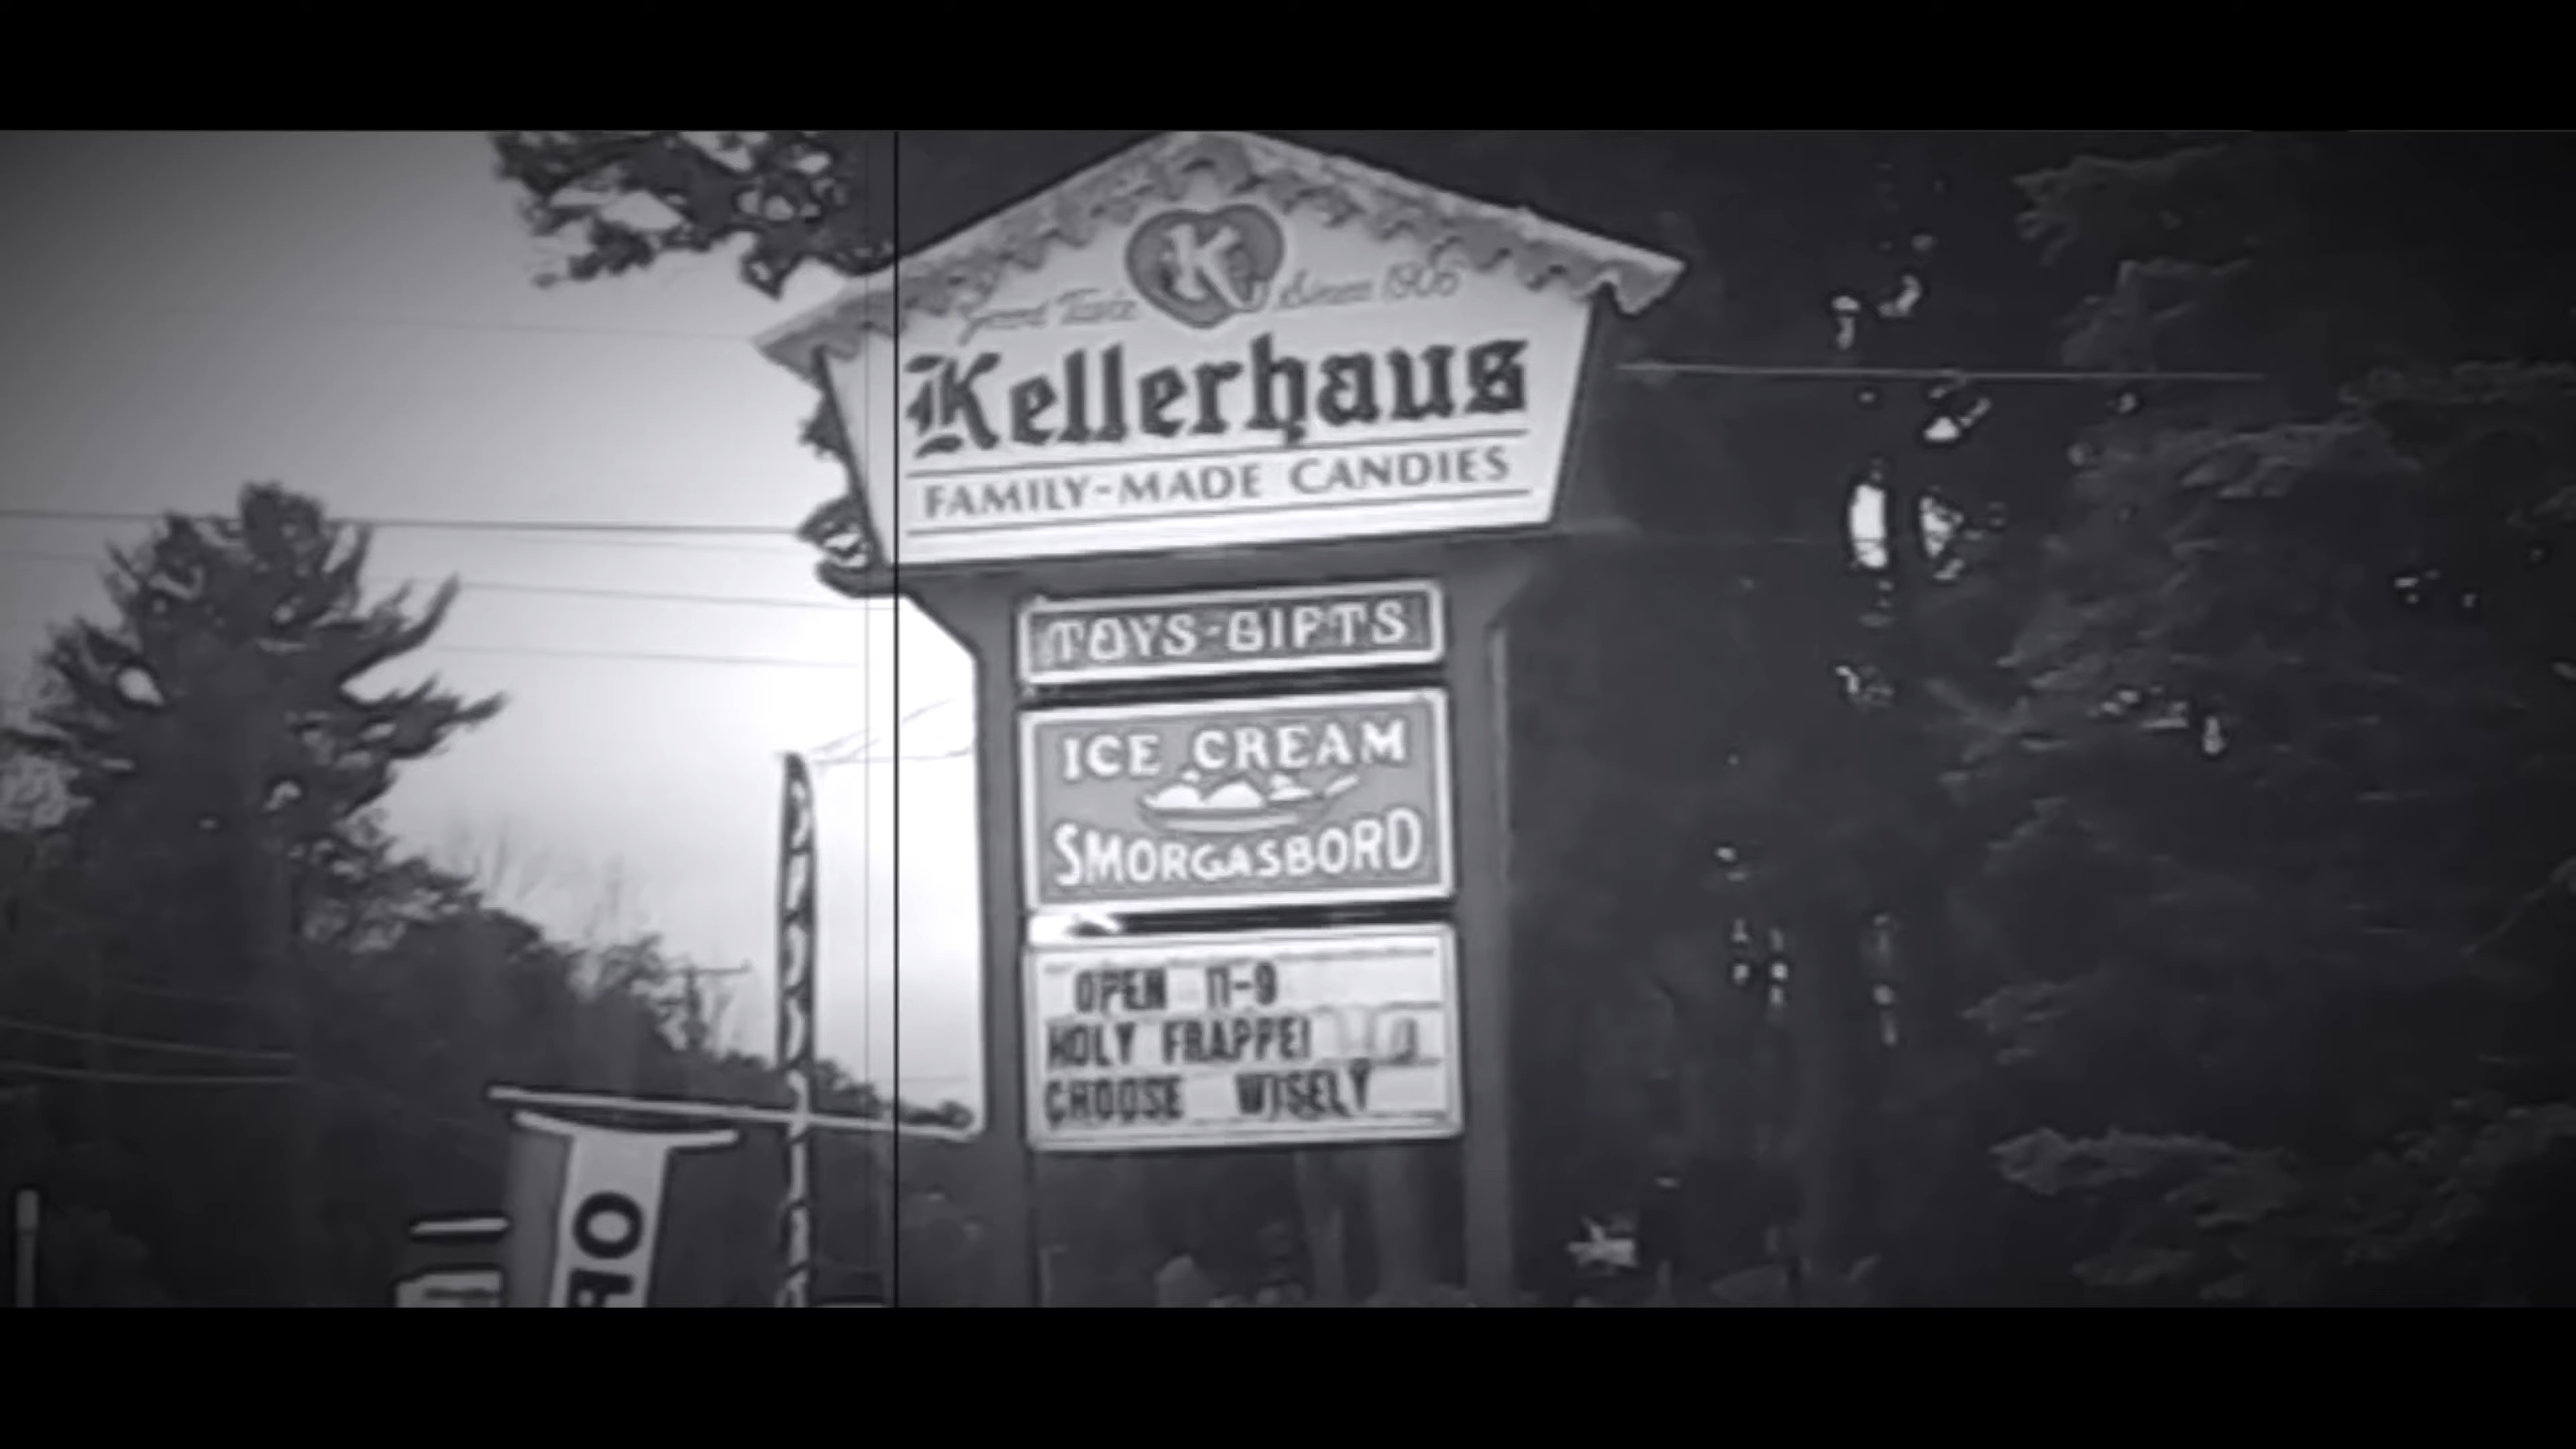 K
Great Taste since 1906
Kellerhaus
FAMILY-MADE CANDIES
TOYS-GIFTS
ICE CREAM
SMORGASBORD
OPEN 11-9
HOLY FRAPPE!
CHOOSE WISELY
OP